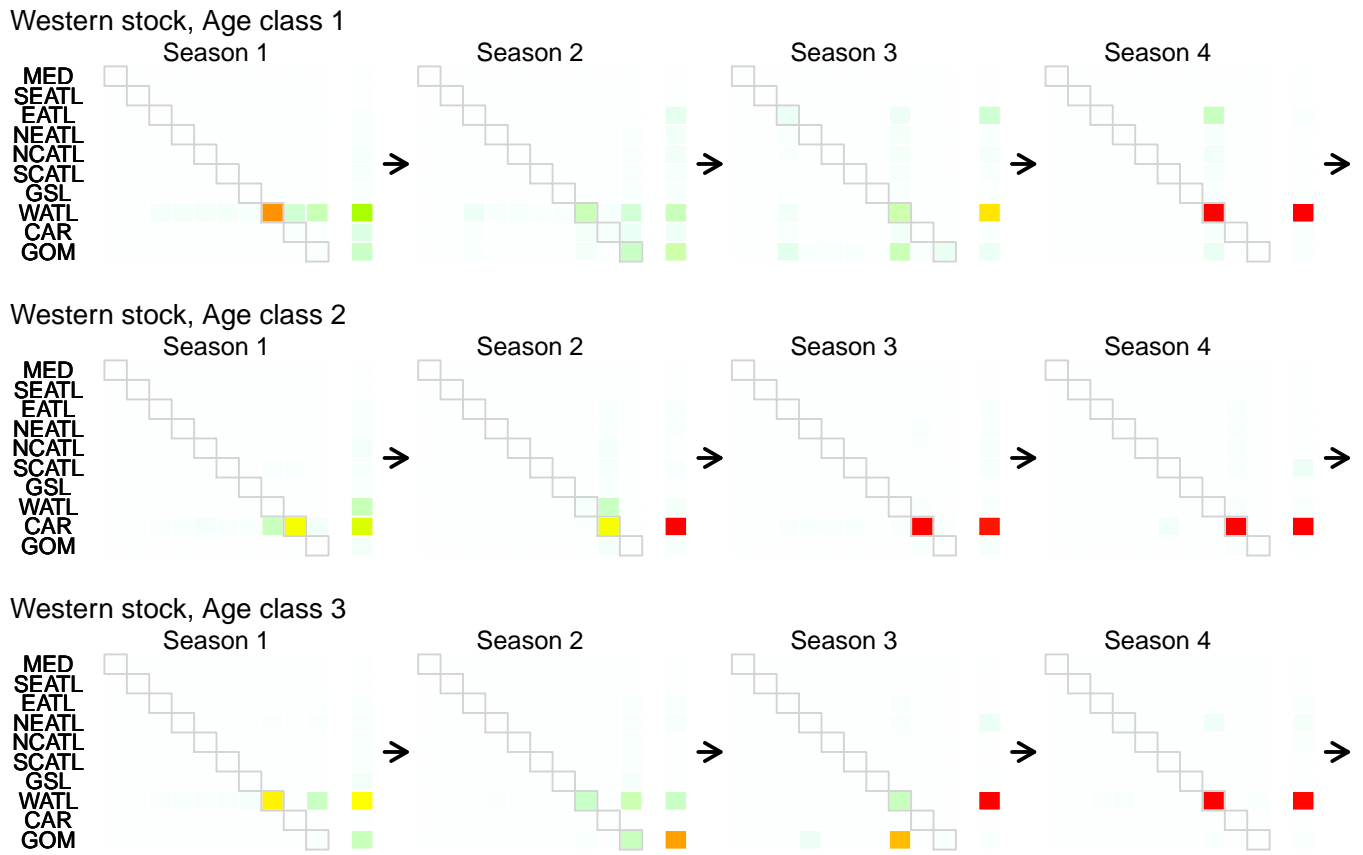 Western stock, Age class 1
Season 1 Season 2 Season 3 Season 4
MED
SEATL
EATL
NEATL
NCATL
SCATL
GSL
WATL
CAR
GOM
Western stock, Age class 2
Season 1 Season 2 Season 3 Season 4
MED
SEATL
EATL
NEATL
NCATL
SCATL
GSL
WATL
CAR
GOM
Western stock, Age class 3
Season 1 Season 2 Season 3 Season 4
MED
SEATL
EATL
NEATL
NCATL
SCATL
GSL
WATL
CAR
GOM